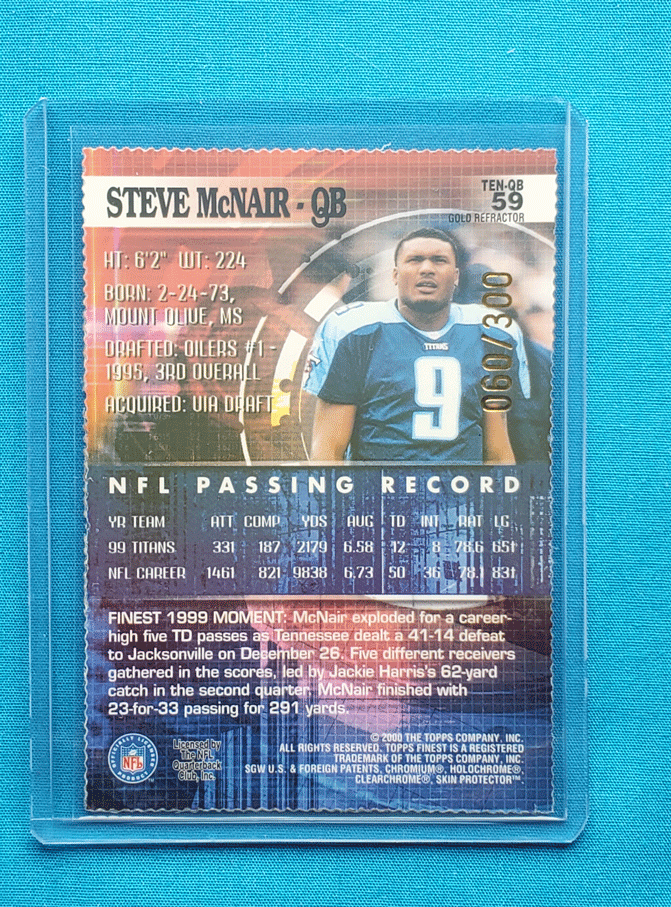 STEVE McNAIR - QB
TEN-QB
59
GOLD REFRACTOR
HT: 6'2" WT: 224
BORN: 2-24-73,
MOUNT OLIVE, MS
DRAFTED: OILERS #1 -
1995, 3RD OVERALL
ACQUIRED: VIA DRAFT
060/300
TITANS
9
9
NFL PASSING RECORD
YR TEAM ATT COMP YDS AVG TD INT RAT LG
99 TITANS 331 187 2179 6.58 12 8 78.6 65t
NFL CAREER 1461 821 9838 6.73 50 36 78.1 83t
FINEST 1999 MOMENT: McNair exploded for a career-
high five TD passes as Tennessee dealt a 41-14 defeat
to Jacksonville on December 26. Five different receivers
gathered in the scores, led by Jackie Harris's 62-yard
catch in the second quarter. McNair finished with
23-for-33 passing for 291 yards.
OFFICIALLY LICENSED
NFL
PRODUCT
Licensed by
The NFL
Quarterback
Club, Inc.
© 2000 THE TOPPS COMPANY, INC.
ALL RIGHTS RESERVED. TOPPS FINEST IS A REGISTERED
TRADEMARK OF THE TOPPS COMPANY, INC.
SGW U.S. & FOREIGN PATENTS, CHROMIUM®, HOLOCHROME®,
CLEARCHROME®, SKIN PROTECTOR™